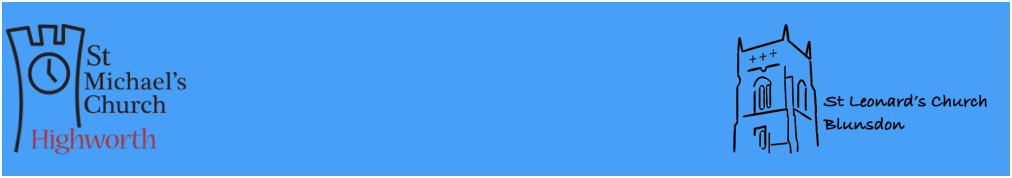 St
Michael's
Church
Highworth
St Leonard's Church
Blunsdon